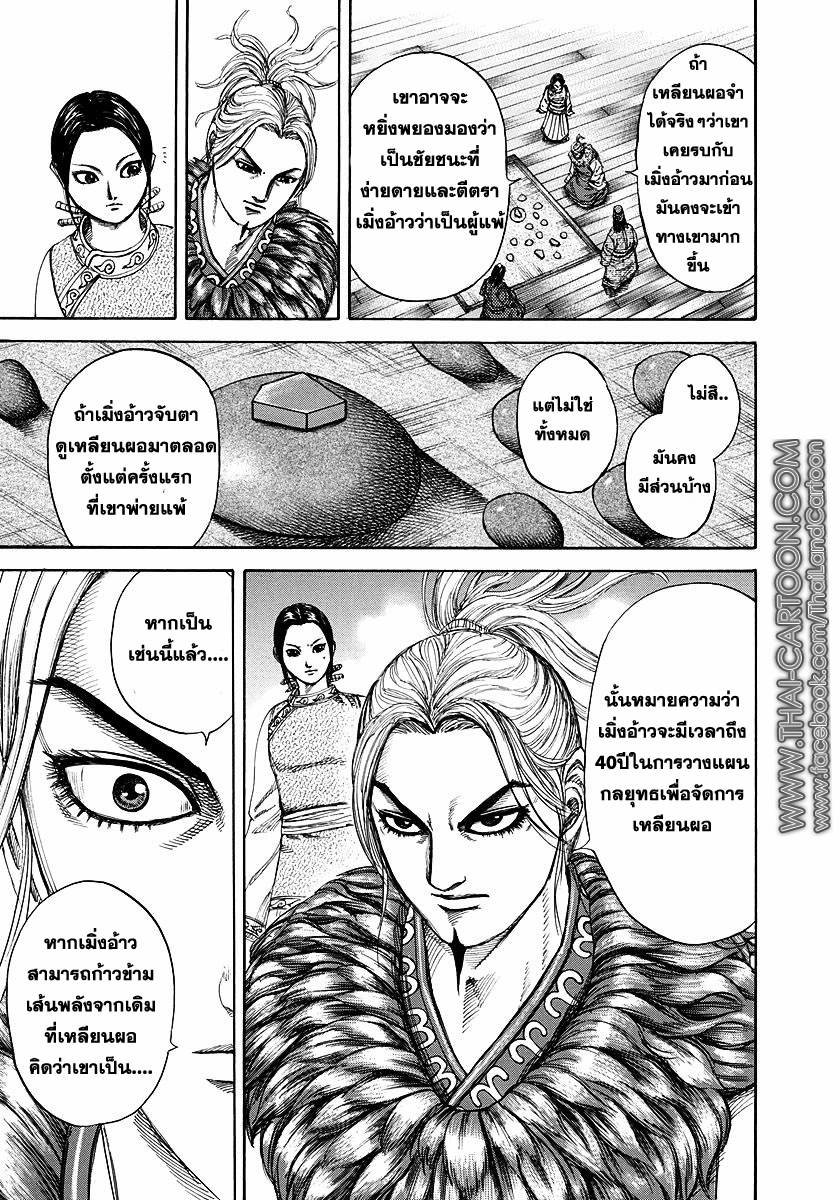 ถ้า
เหลียนผอจำ
ได้จริงๆว่าเขา
เคยรบกับ
เมิ่งอ้าวมาก่อน
มันคงจะเข้า
ทางเขามาก
ขึ้น
เขาอาจจะ
หยิ่งพยองมองว่า
เป็นชัยชนะที่
ง่ายดายและตีตรา
เมิ่งอ้าวว่าเป็นผู้แพ้
ไม่สิ..
มันคง
มีส่วนบ้าง
แต่ไม่ใช่
ทั้งหมด
ถ้าเมิ่งอ้าวจับตา
ดูเหลียนผอมาตลอด
ตั้งแต่ครั้งแรก
ที่เขาพ่ายแพ้
นั้นหมายความว่า
เมิ่งอ้าวจะมีเวลาถึง
40ปีในการวางแผน
กลยุทธเพื่อจัดการ
เหลียนผอ
หากเป็น
เช่นนี้แล้ว....
หากเมิ่งอ้าว
สามารถก้าวข้าม
เส้นพลังจากเดิม
ที่เหลียนผอ
คิดว่าเขาเป็น....
WWW.THAI-CARTOON.COM
www.facebook.com/ThaiLandCartoon